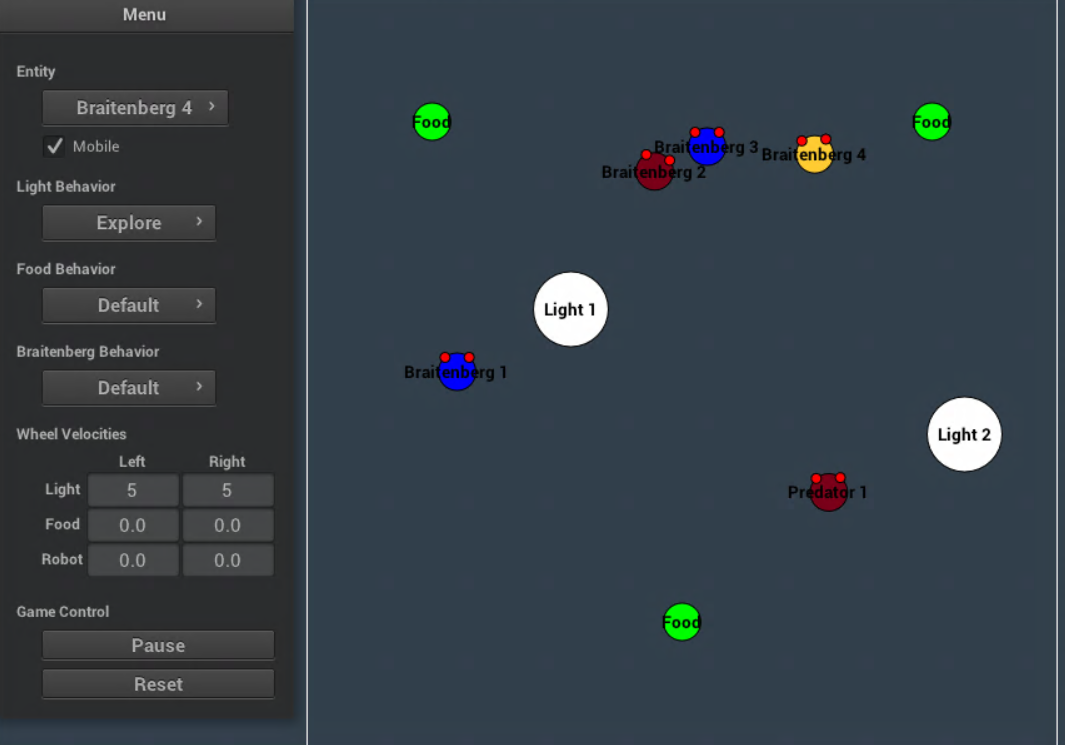 Menu
Entity
Braitenberg 4 ›
Mobile
Light Behavior
Explore ›
Food Behavior
Default ›
Braitenberg Behavior
Default ›
Wheel Velocities
Left Right
Light 5 5
Food 0.0 0.0
Robot 0.0 0.0
Game Control
Pause
Reset
Food
Food
Braitenberg 3
Braitenberg 4
Braitenberg 2
Light 1
Braitenberg 1
Light 2
Predator 1
Food